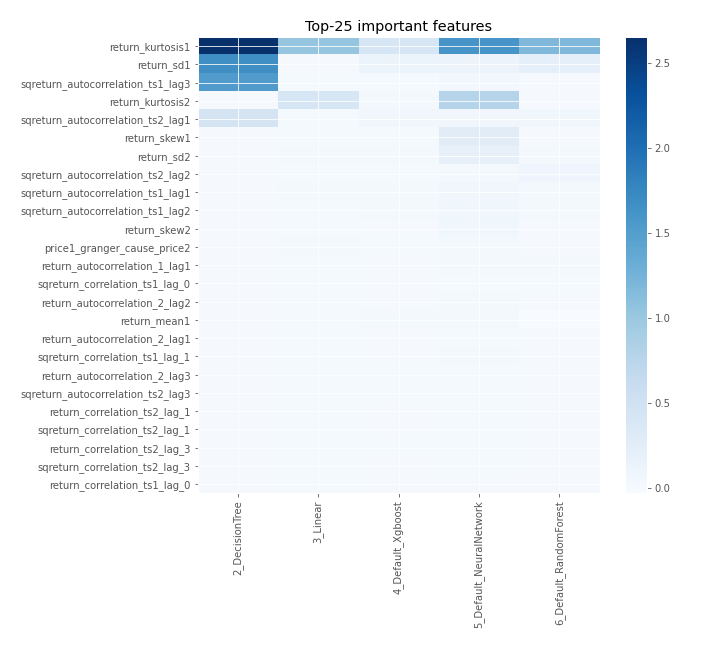 Top-25 important features
return_kurtosis1
return_sd1
sqreturn_autocorrelation_ts1_lag3
return_kurtosis2
sqreturn_autocorrelation_ts2_lag1
return_skew1
return_sd2
sqreturn_autocorrelation_ts2_lag2
sqreturn_autocorrelation_ts1_lag1
sqreturn_autocorrelation_ts1_lag2
return_skew2
price1_granger_cause_price2
return_autocorrelation_1_lag1
sqreturn_correlation_ts1_lag_0
return_autocorrelation_2_lag2
return_mean1
return_autocorrelation_2_lag1
sqreturn_correlation_ts1_lag_1
return_autocorrelation_2_lag3
sqreturn_autocorrelation_ts2_lag3
return_correlation_ts2_lag_1
sqreturn_correlation_ts2_lag_1
return_correlation_ts2_lag_3
sqreturn_correlation_ts2_lag_3
return_correlation_ts1_lag_0
2_DecisionTree
3_Linear
4_Default_Xgboost
5_Default_NeuralNetwork
6_Default_RandomForest
2.5
2.0
1.5
1.0
0.5
0.0